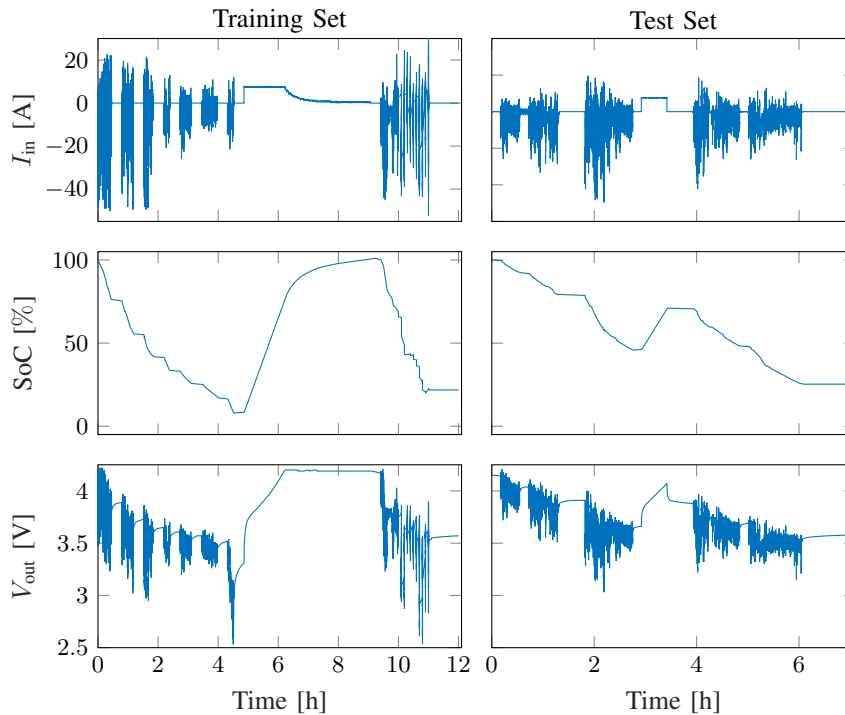 Training Set
Test Set
I_in [A]
20
0
−20
−40
SoC [%]
100
50
0
V_out [V]
4
3.5
3
2.5
0 2 4 6 8 10 12
0 2 4 6
Time [h]
Time [h]